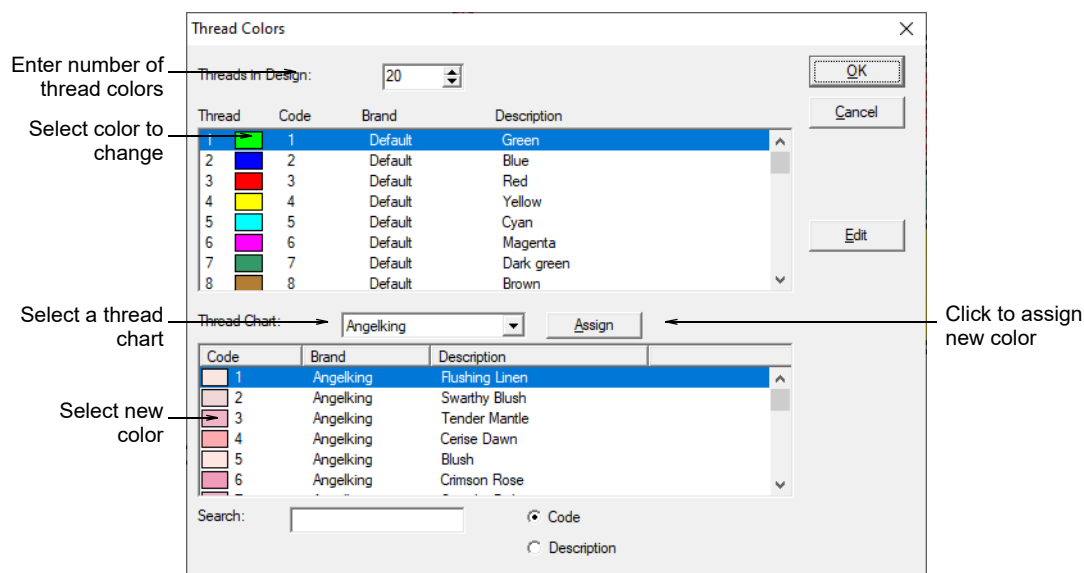 Thread Colors
Enter number of
thread colors
Threads In Design:
20
OK
Cancel
Thread Code Brand Description
Select color to
change
1 1 Default Green
2 2 Default Blue
3 3 Default Red
4 4 Default Yellow
5 5 Default Cyan
6 6 Default Magenta
7 7 Default Dark green
8 8 Default Brown
Edit
Select a thread
chart
Thread Chart:
Angelking
Assign
Click to assign
new color
Code Brand Description
1 Angelking Flushing Linen
2 Angelking Swarthy Blush
3 Angelking Tender Mantle
4 Angelking Cerise Dawn
5 Angelking Blush
6 Angelking Crimson Rose
Select new
color
Search:
Code
Description